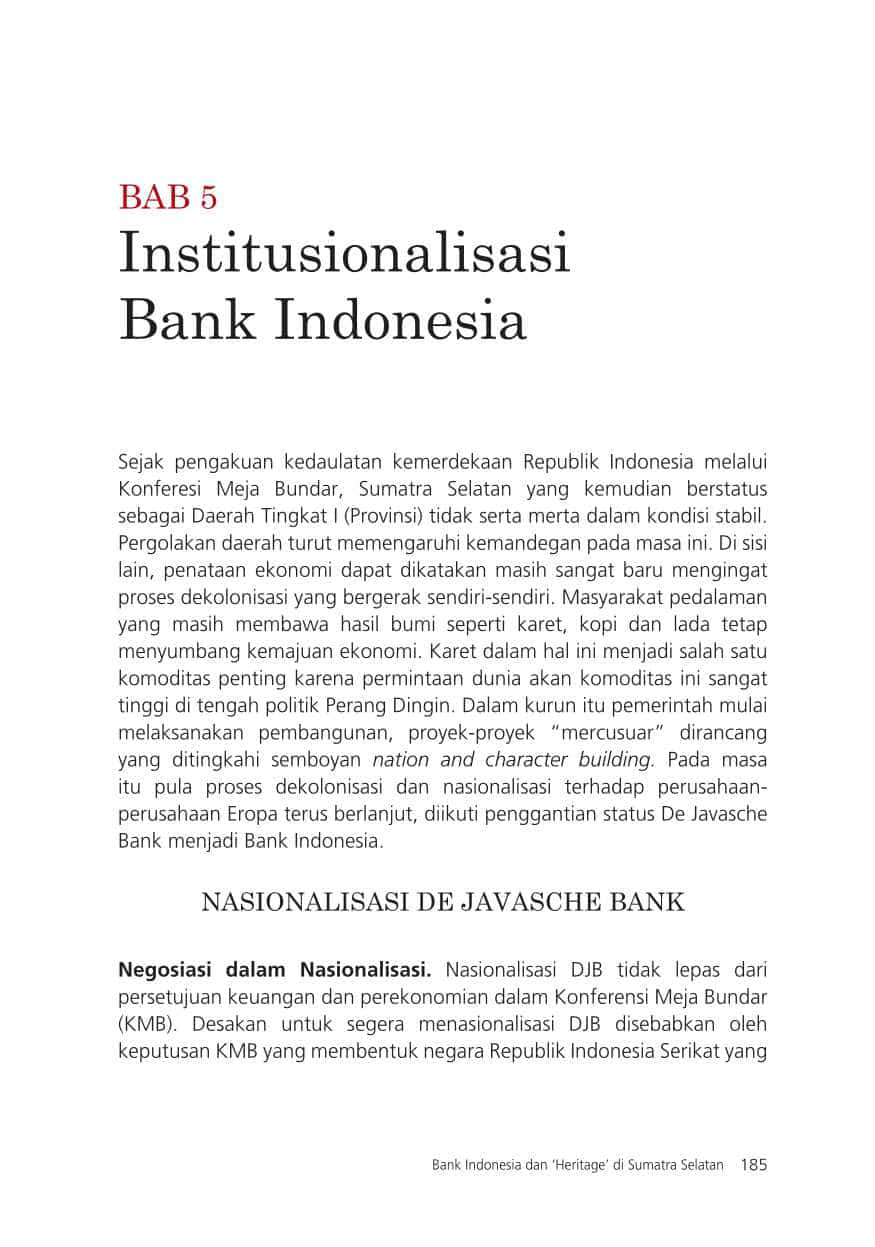 BAB 5
Institusionalisasi
Bank Indonesia
Sejak pengakuan kedaulatan kemerdekaan Republik Indonesia melalui
Konferesi Meja Bundar, Sumatra Selatan yang kemudian berstatus
sebagai Daerah Tingkat I (Provinsi) tidak serta merta dalam kondisi stabil.
Pergolakan daerah turut memengaruhi kemandegan pada masa ini. Di sisi
lain, penataan ekonomi dapat dikatakan masih sangat baru mengingat
proses dekolonisasi yang bergerak sendiri-sendiri. Masyarakat pedalaman
yang masih membawa hasil bumi seperti karet, kopi dan lada tetap
menyumbang kemajuan ekonomi. Karet dalam hal ini menjadi salah satu
komoditas penting karena permintaan dunia akan komoditas ini sangat
tinggi di tengah politik Perang Dingin. Dalam kurun itu pemerintah mulai
melaksanakan pembangunan, proyek-proyek “mercusuar” dirancang
yang ditingkahi semboyan nation and character building. Pada masa
itu pula proses dekolonisasi dan nasionalisasi terhadap perusahaan-
perusahaan Eropa terus berlanjut, diikuti penggantian status De Javasche
Bank menjadi Bank Indonesia.
NASIONALISASI DE JAVASCHE BANK
Negosiasi dalam Nasionalisasi. Nasionalisasi DJB tidak lepas dari
persetujuan keuangan dan perekonomian dalam Konferensi Meja Bundar
(KMB). Desakan untuk segera menasionalisasi DJB disebabkan oleh
keputusan KMB yang membentuk negara Republik Indonesia Serikat yang
Bank Indonesia dan ‘Heritage’ di Sumatra Selatan 185